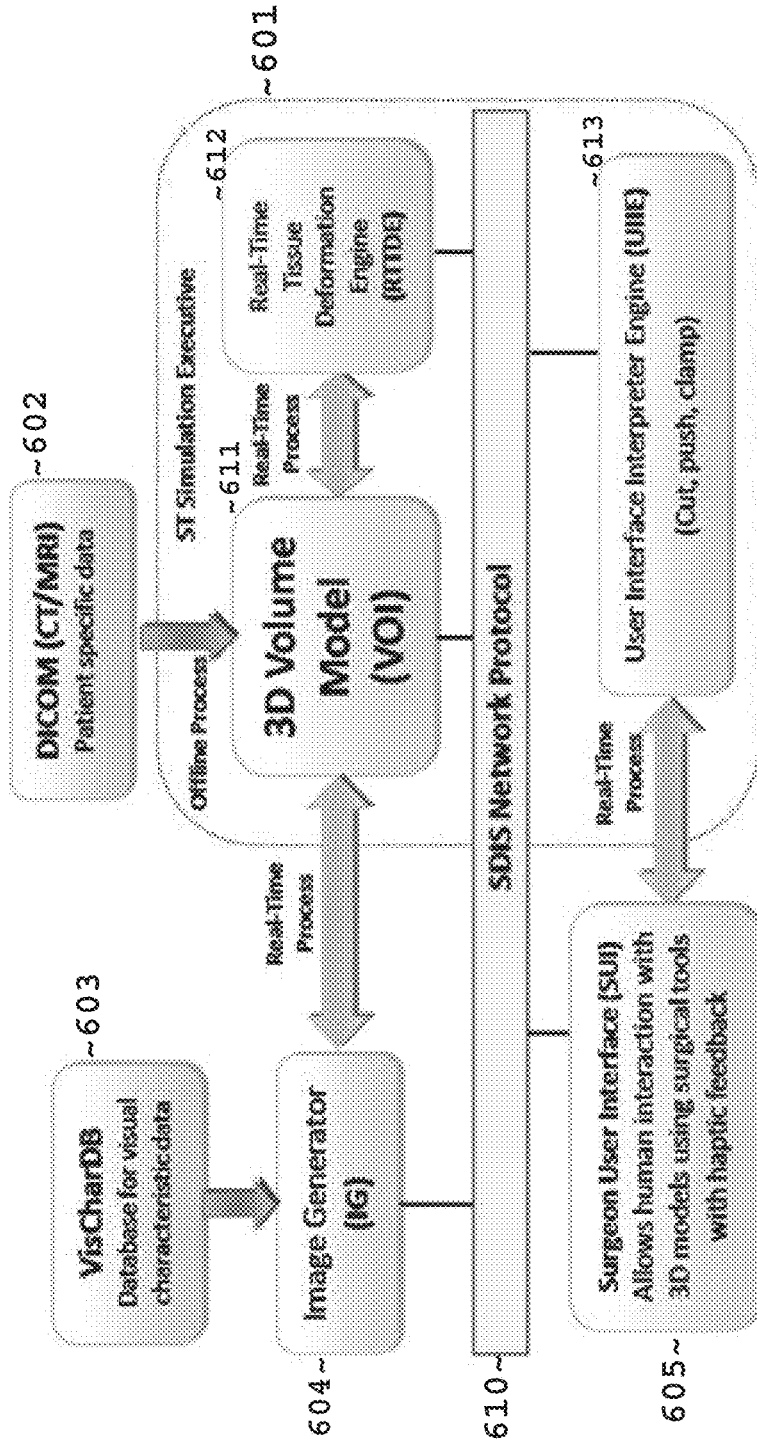 VisCharDB
Database for visual
characteristic data
~603
DICOM (CT/MRI)
Patient specific data
~602
Offline Process
ST Simulation Executive
~601
604~
Image Generator
(IG)
Real-Time
Process
3D Volume
Model
(VOI)
~611
Real-Time
Process
Real-Time
Tissue
Deformation
Engine
(RTTDE)
~612
610~
SDIS Network Protocol
605~
Surgeon User Interface (SUI)
Allows human interaction with
3D models using surgical tools
with haptic feedback
Real-Time
Process
User Interface Interpreter Engine (UIIE)
(Cut, push, clamp)
~613